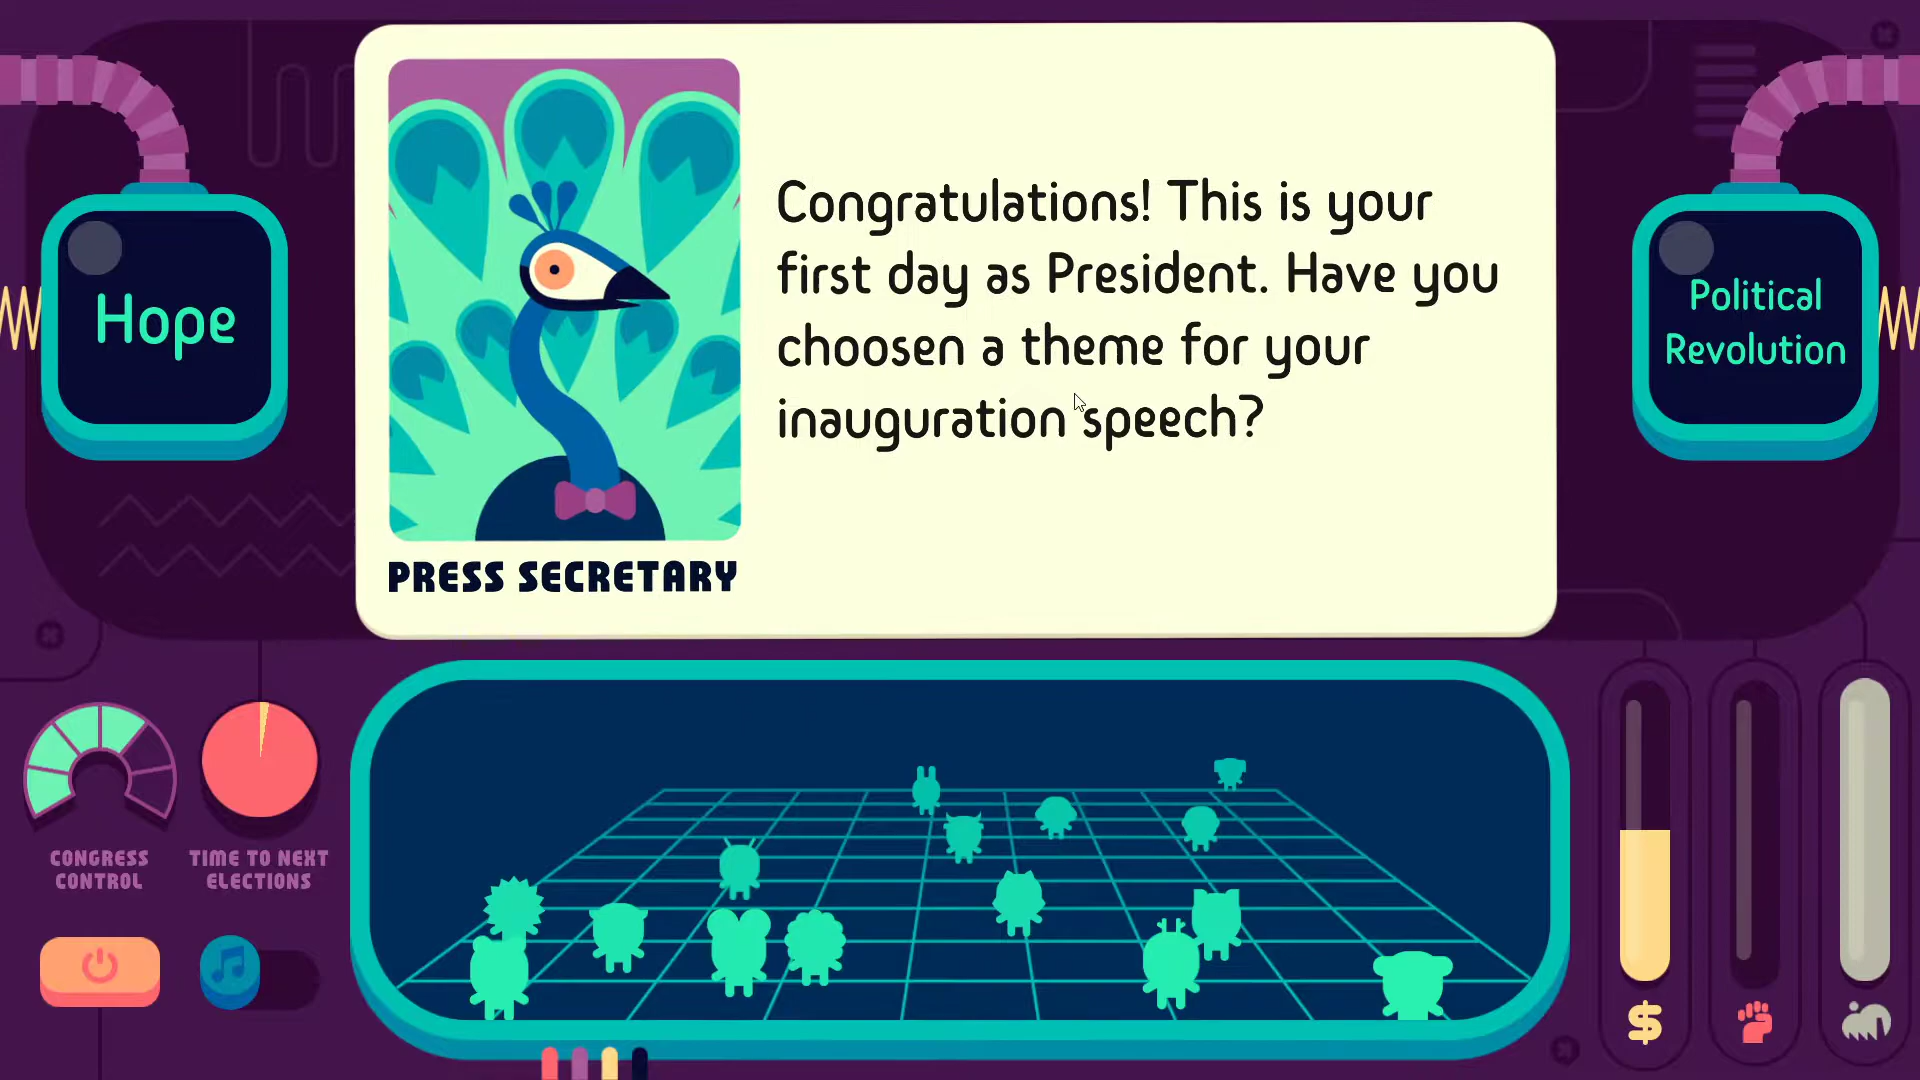 Congratulations! This is your
first day as President. Have you
choosen a theme for your
inauguration speech?
PRESS SECRETARY
Hope
Political
Revolution
CONGRESS
CONTROL
TIME TO NEXT
ELECTIONS
$